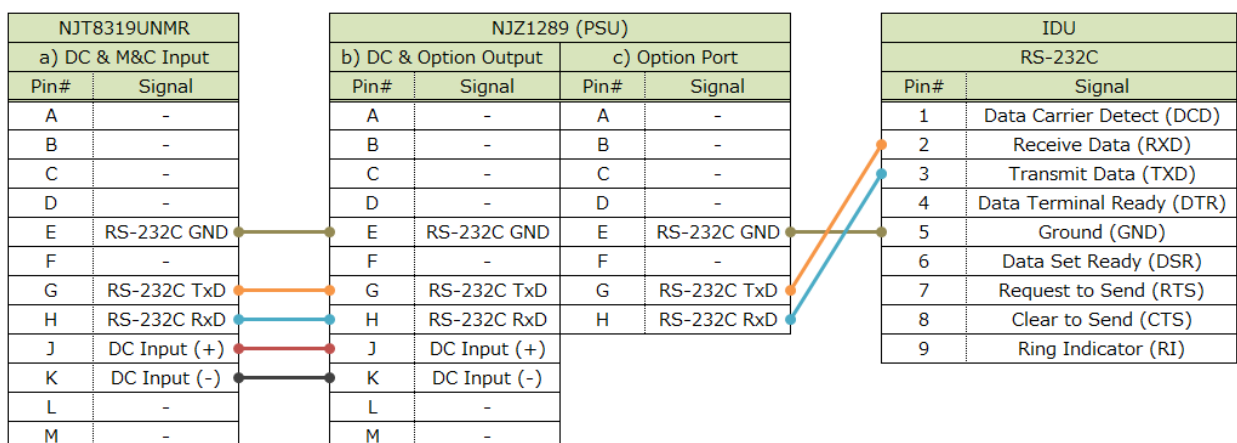 NJT8319UNMR NJZ1289 (PSU) IDU
a) DC & M&C Input b) DC & Option Output c) Option Port RS-232C
Pin# Signal Pin# Signal Pin# Signal Pin# Signal
A - A - A - 1 Data Carrier Detect (DCD)
B - B - B - 2 Receive Data (RXD)
C - C - C - 3 Transmit Data (TXD)
D - D - D - 4 Data Terminal Ready (DTR)
E RS-232C GND E RS-232C GND E RS-232C GND 5 Ground (GND)
F - F - F - 6 Data Set Ready (DSR)
G RS-232C TxD G RS-232C TxD G RS-232C TxD 7 Request to Send (RTS)
H RS-232C RxD H RS-232C RxD H RS-232C RxD 8 Clear to Send (CTS)
J DC Input (+) J DC Input (+) 9 Ring Indicator (RI)
K DC Input (-) K DC Input (-)
L - L -
M - M -